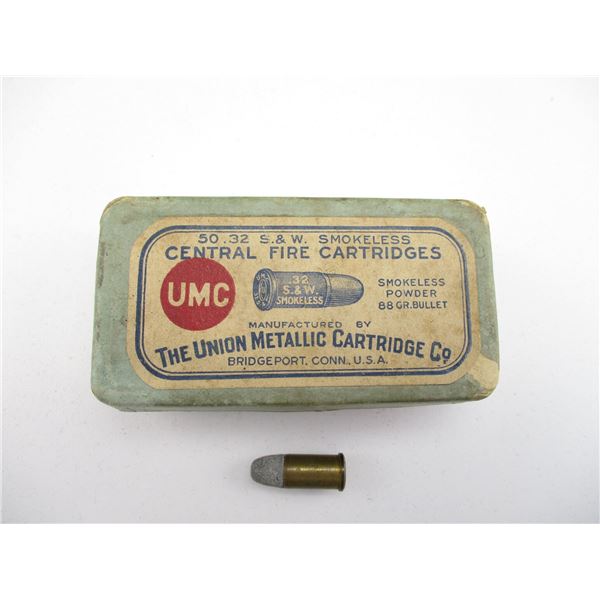 50 .32 S.&W. SMOKELESS
CENTRAL FIRE CARTRIDGES
UMC
.32
S.&W.
SMOKELESS
SMOKELESS
POWDER
88 GR. BULLET
MANUFACTURED BY
THE UNION METALLIC CARTRIDGE CO.
BRIDGEPORT, CONN., U.S.A.